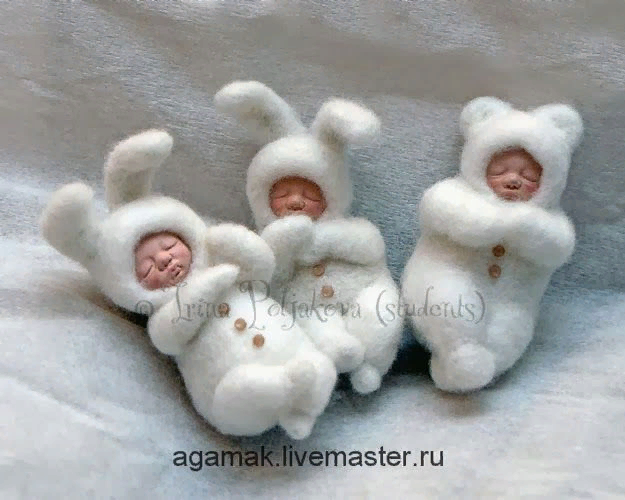 © Irina Poljakova (students)
agamak.livemaster.ru